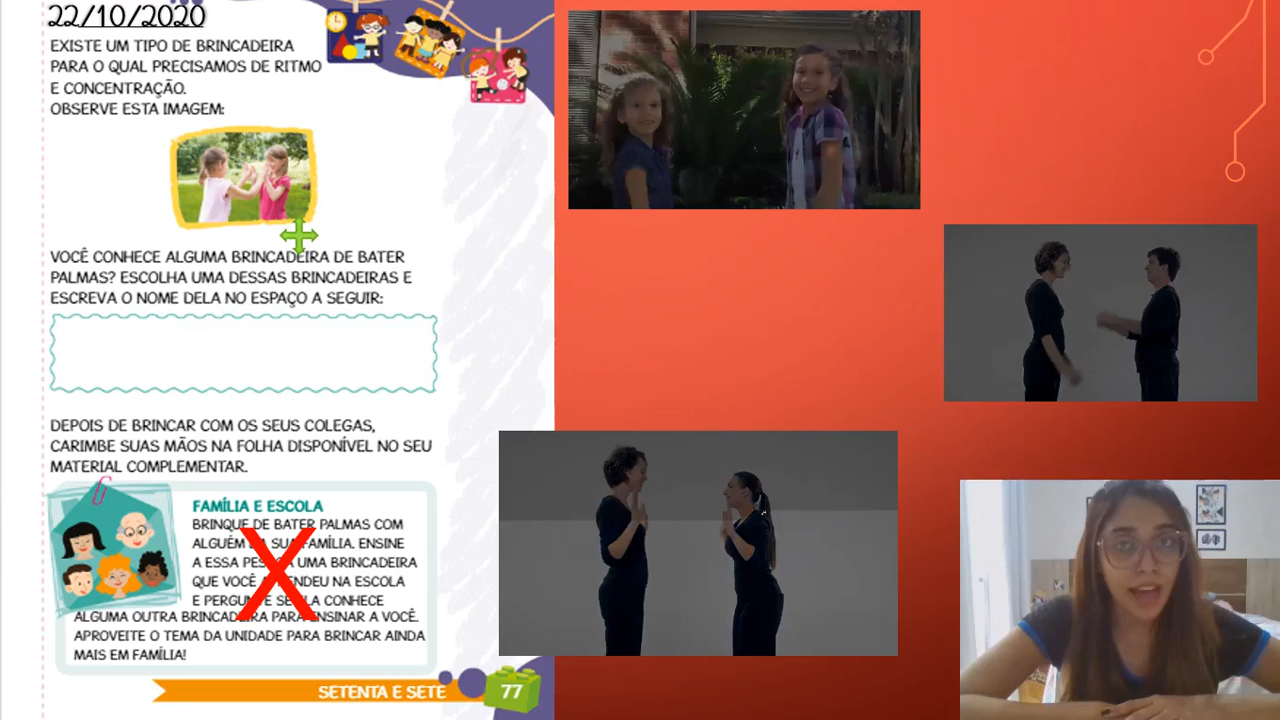 22/10/2020
EXISTE UM TIPO DE BRINCADEIRA
PARA O QUAL PRECISAMOS DE RITMO
E CONCENTRAÇÃO.
OBSERVE ESTA IMAGEM:
VOCÊ CONHECE ALGUMA BRINCADEIRA DE BATER
PALMAS? ESCOLHA UMA DESSAS BRINCADEIRAS E
ESCREVA O NOME DELA NO ESPAÇO A SEGUIR:
DEPOIS DE BRINCAR COM OS SEUS COLEGAS,
CARIMBE SUAS MÃOS NA FOLHA DISPONÍVEL NO SEU
MATERIAL COMPLEMENTAR.
FAMÍLIA E ESCOLA
BRINQUE DE BATER PALMAS COM
ALGUÉM DA SUA FAMÍLIA. ENSINE
A ESSA PESSOA UMA BRINCADEIRA
QUE VOCÊ APRENDEU NA ESCOLA
E PERGUNTE SE ELA CONHECE
ALGUMA OUTRA BRINCADEIRA PARA ENSINAR A VOCÊ.
APROVEITE O TEMA DA UNIDADE PARA BRINCAR AINDA
MAIS EM FAMÍLIA!
SETENTA E SETE 77